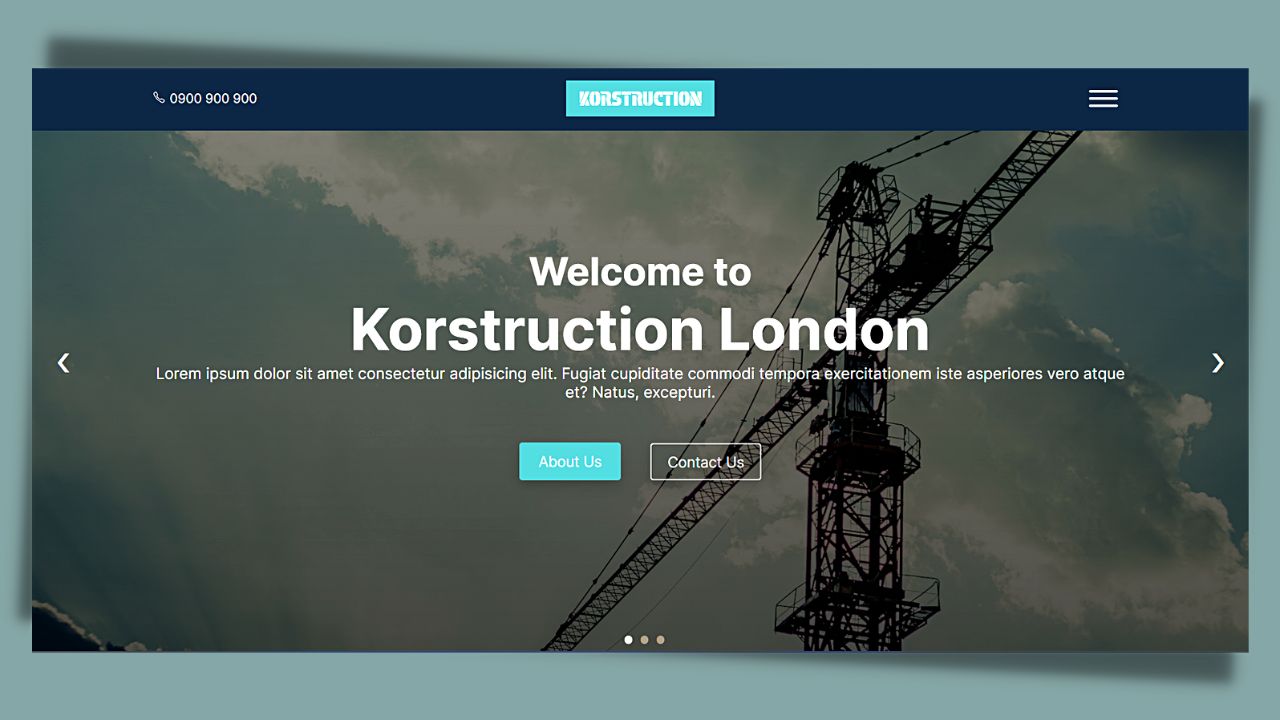 0900 900 900
KORSTRUCTION
Welcome to
Korstruction London
Lorem ipsum dolor sit amet consectetur adipisicing elit. Fugiat cupiditate commodi tempora exercitationem iste asperiores vero atque
et? Natus, excepturi.
About Us
Contact Us